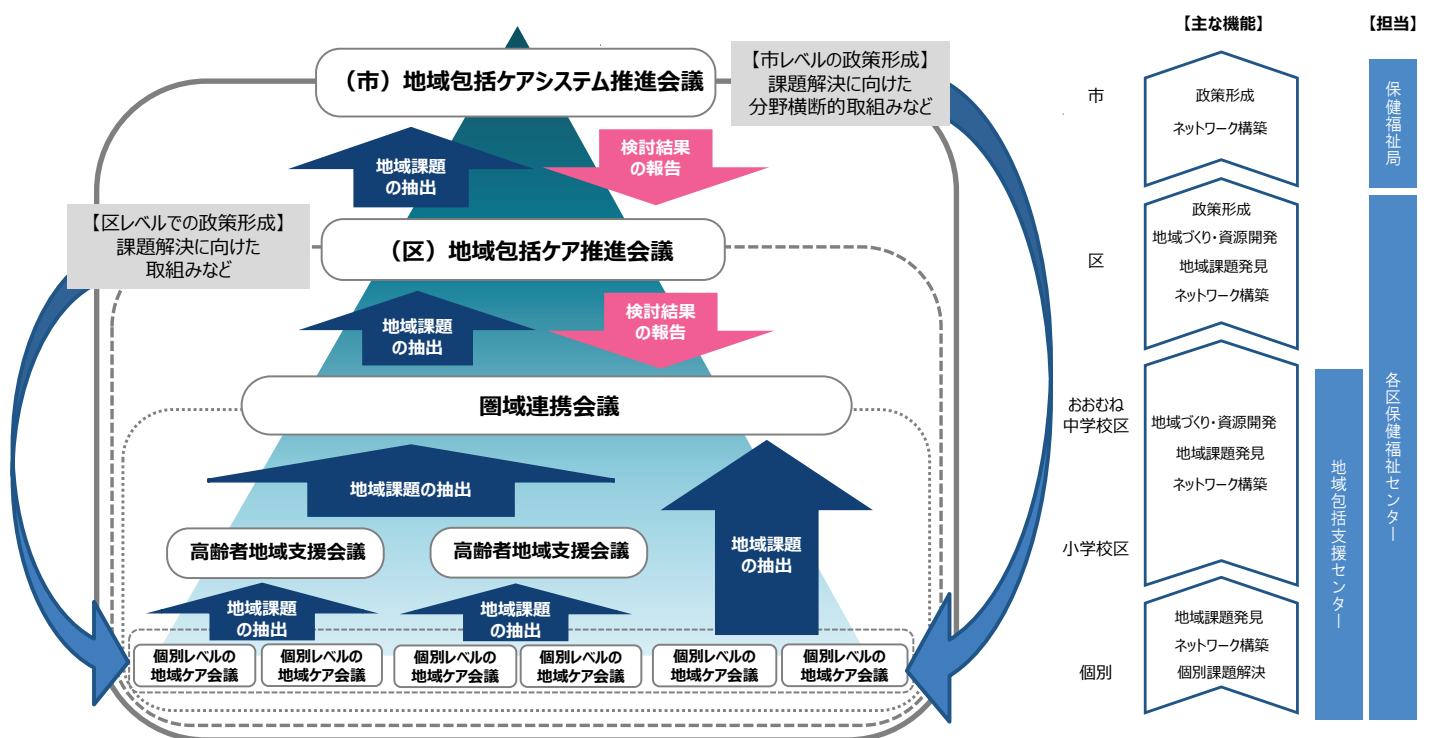 【主な機能】
【担当】
（市）地域包括ケアシステム推進会議
【市レベルの政策形成】
課題解決に向けた
分野横断的取組みなど
市
政策形成
ネットワーク構築
保健福祉局
地域課題
の抽出
検討結果
の報告
【区レベルでの政策形成】
課題解決に向けた
取組みなど
（区）地域包括ケア推進会議
区
政策形成
地域づくり・資源開発
地域課題発見
ネットワーク構築
各区保健福祉センター
地域課題
の抽出
検討結果
の報告
圏域連携会議
おおむね
中学校区
地域づくり・資源開発
地域課題発見
ネットワーク構築
地域包括支援センター
地域課題の抽出
地域課題
の抽出
高齢者地域支援会議
高齢者地域支援会議
小学校区
地域課題
の抽出
地域課題
の抽出
個別レベルの
地域ケア会議
個別レベルの
地域ケア会議
個別レベルの
地域ケア会議
個別レベルの
地域ケア会議
個別レベルの
地域ケア会議
個別レベルの
地域ケア会議
個別
地域課題発見
ネットワーク構築
個別課題解決